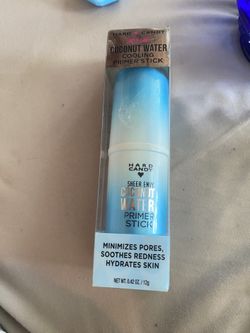 HARD CANDY
COCONUT WATER
COOLING
PRIMER STICK
HARD
CANDY
SHEER ENVY
COCONUT
WATER
PRIMER
STICK
MINIMIZES PORES,
SOOTHES REDNESS
HYDRATES SKIN
NET WT. 0.42 OZ / 12g